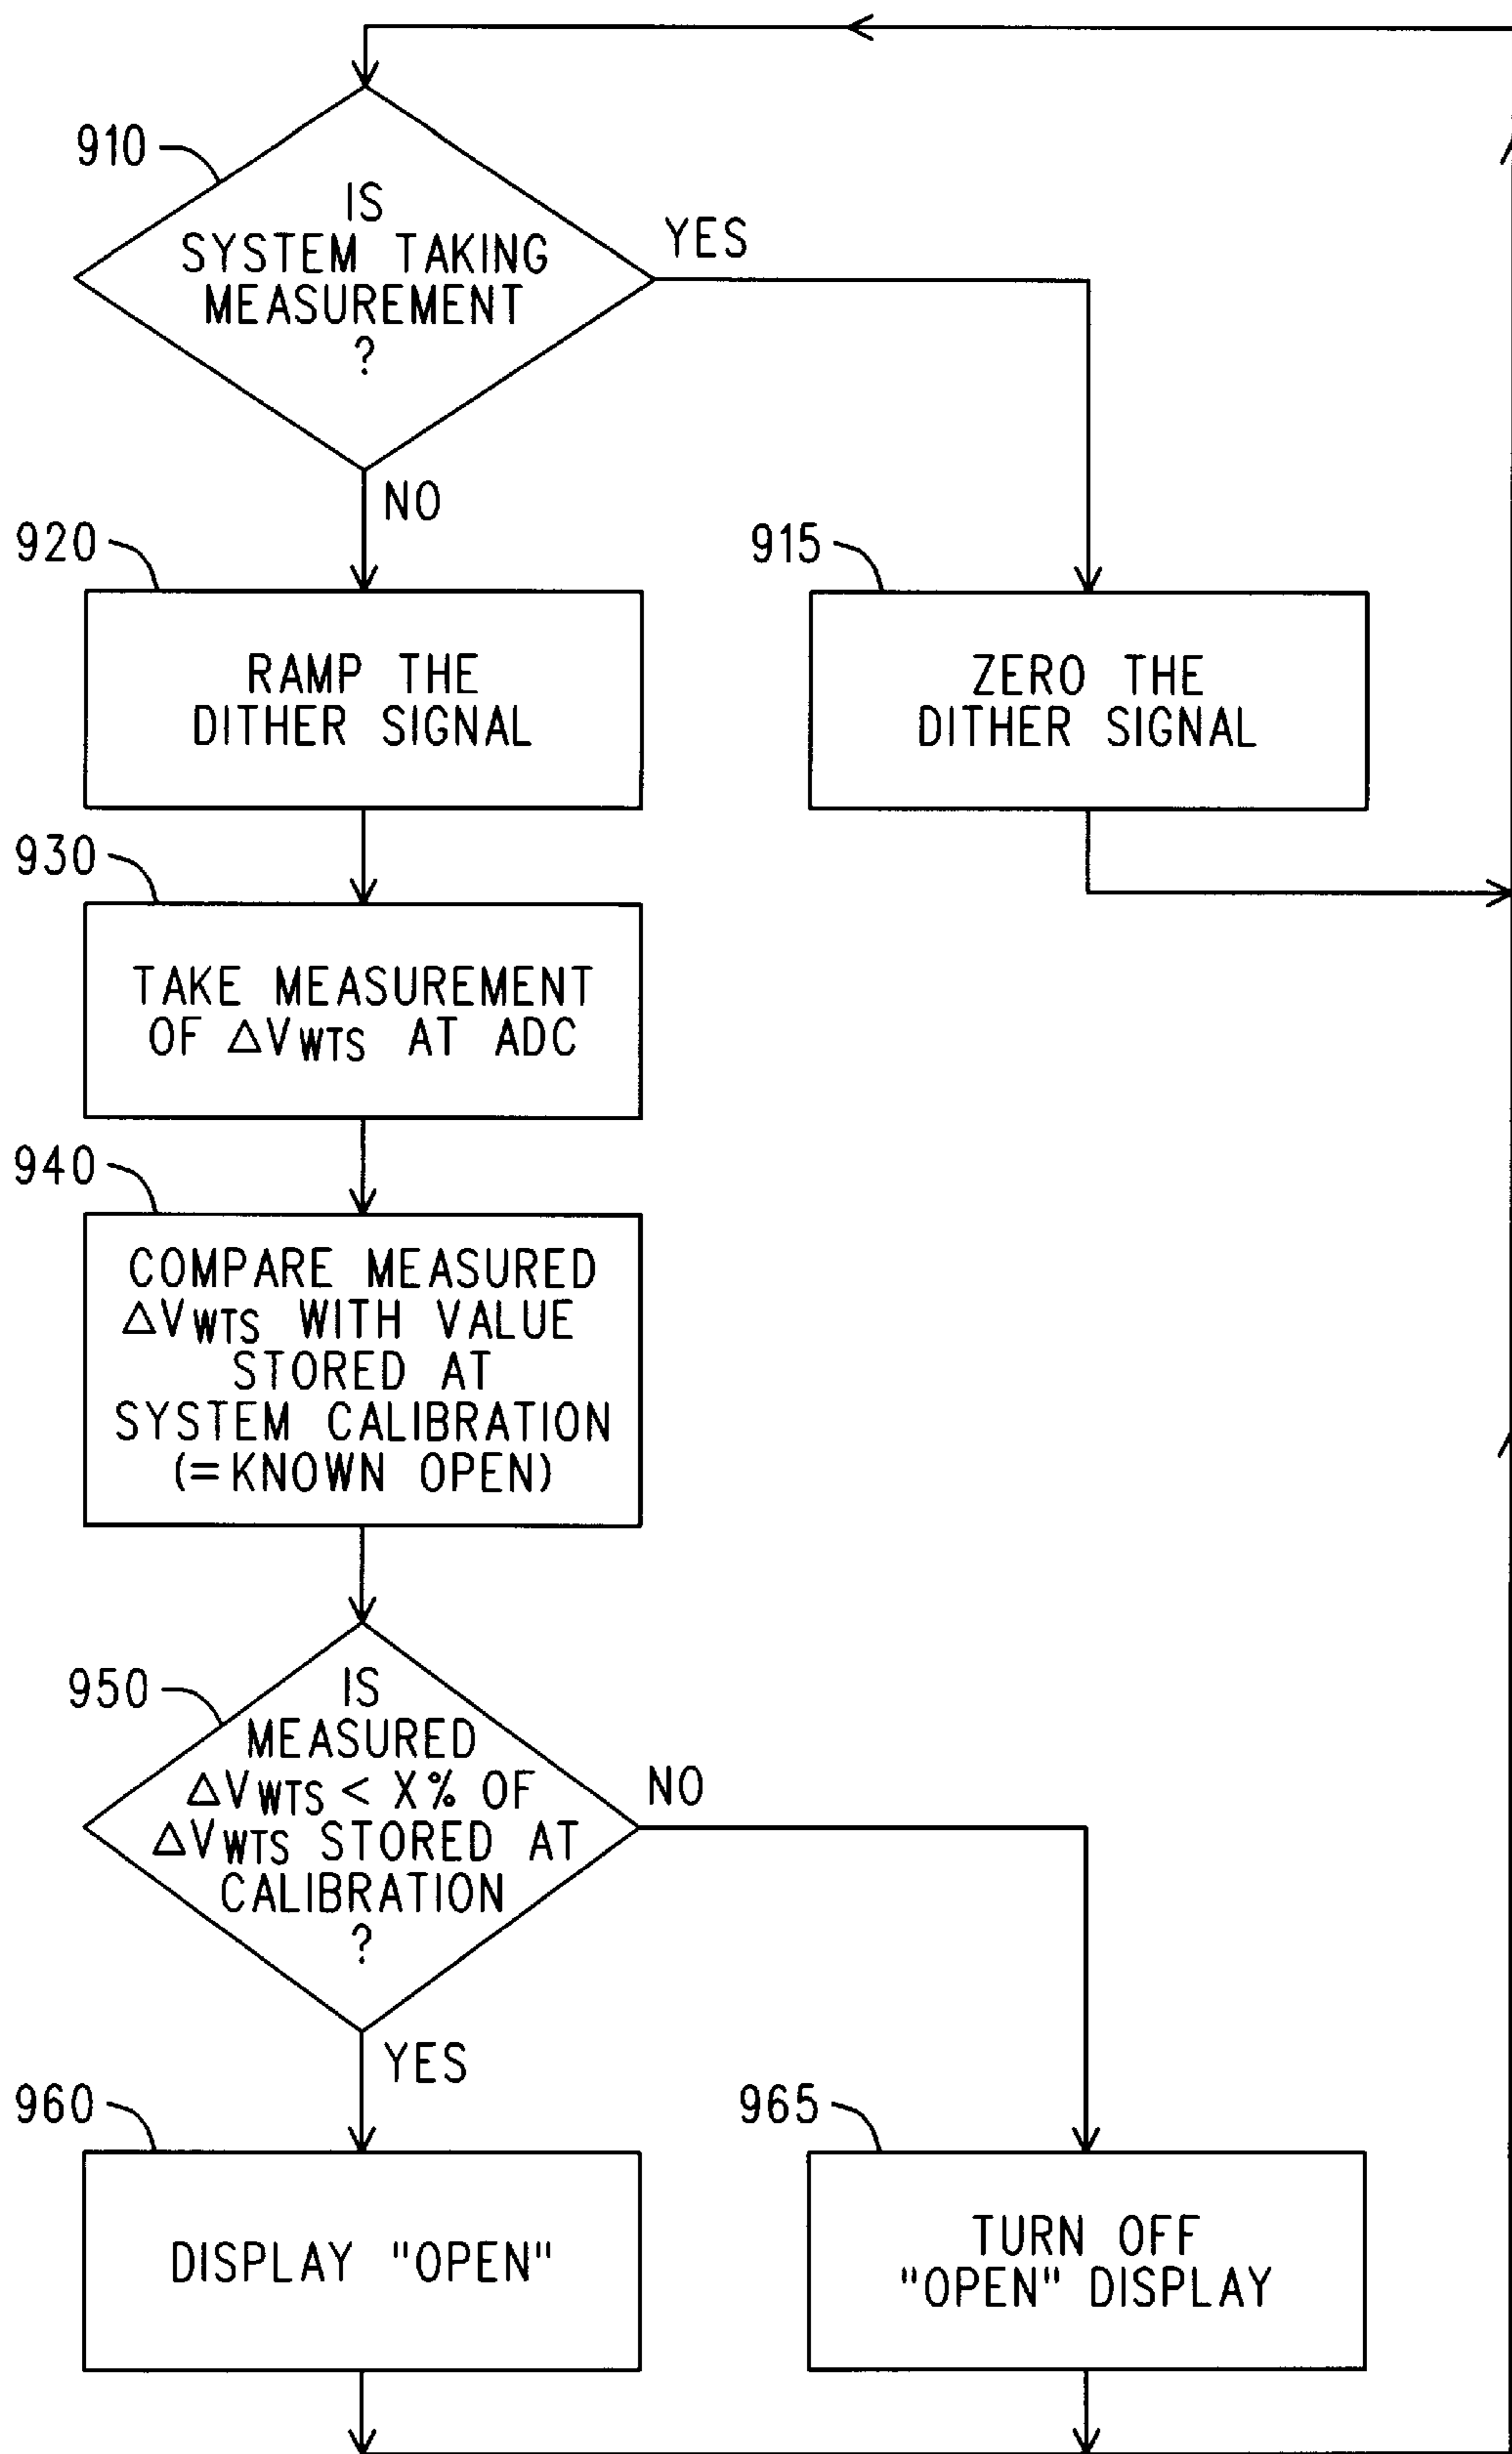 910
IS
SYSTEM TAKING
MEASUREMENT
?
YES
NO
920
RAMP THE
DITHER SIGNAL
915
ZERO THE
DITHER SIGNAL
930
TAKE MEASUREMENT
OF ΔVWTS AT ADC
940
COMPARE MEASURED
ΔVWTS WITH VALUE
STORED AT
SYSTEM CALIBRATION
(=KNOWN OPEN)
950
IS
MEASURED
ΔVWTS < X% OF
ΔVWTS STORED AT
CALIBRATION
?
NO
YES
960
DISPLAY "OPEN"
965
TURN OFF
"OPEN" DISPLAY